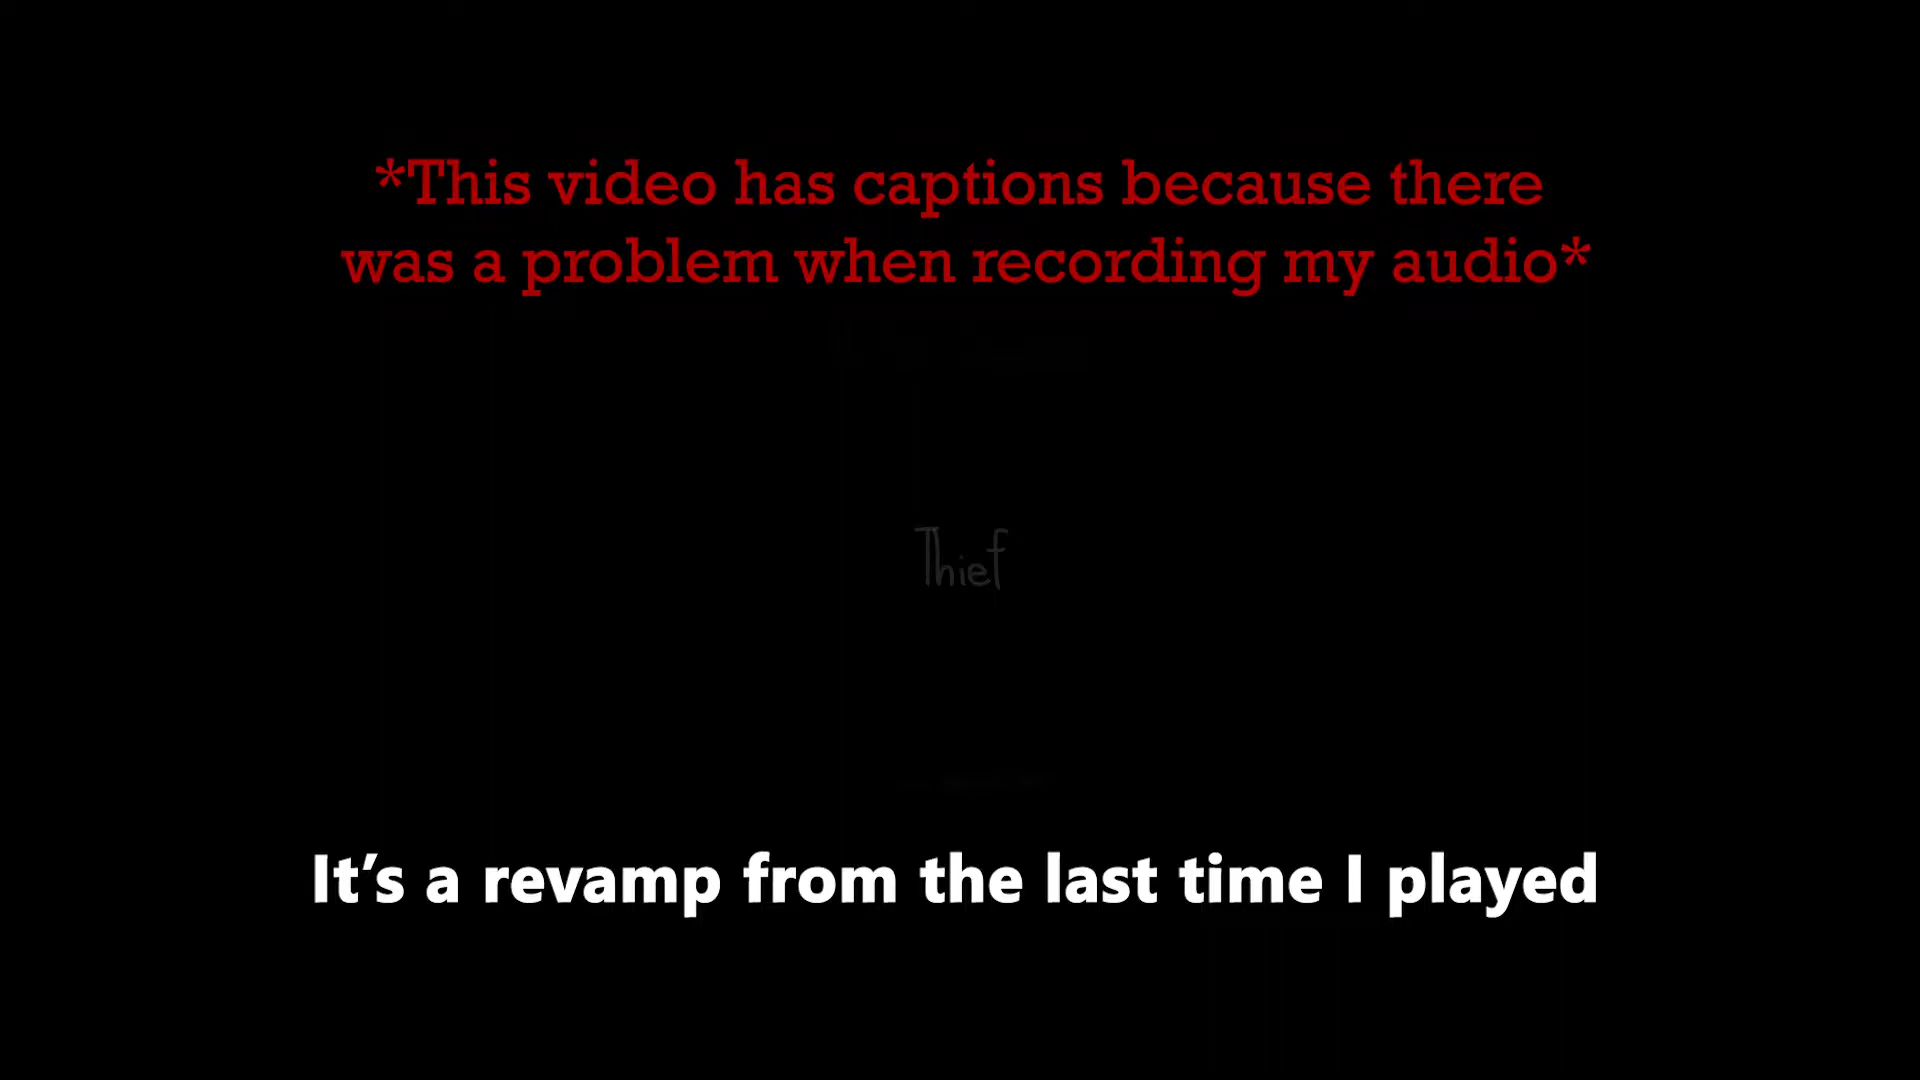 *This video has captions because there
was a problem when recording my audio*
Thief
It’s a revamp from the last time I played